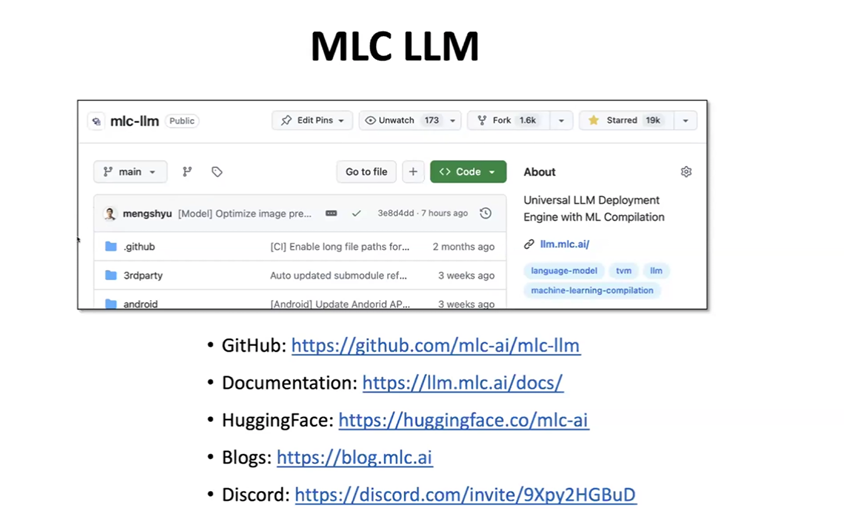 MLC LLM
mlc-llm Public Edit Pins Unwatch 173 Fork 1.6k Starred 19k
main Go to file + Code About
mengshyu [Model] Optimize image pre... 3e8d4dd · 7 hours ago
Universal LLM Deployment
Engine with ML Compilation
.github [CI] Enable long file paths for... 2 months ago
llm.mlc.ai/
3rdparty Auto updated submodule ref... 3 weeks ago
language-model tvm llm
machine-learning-compilation
android [Android] Update Andorid AP... 3 weeks ago
• GitHub: https://github.com/mlc-ai/mlc-llm
• Documentation: https://llm.mlc.ai/docs/
• HuggingFace: https://huggingface.co/mlc-ai
• Blogs: https://blog.mlc.ai
• Discord: https://discord.com/invite/9Xpy2HGBuD